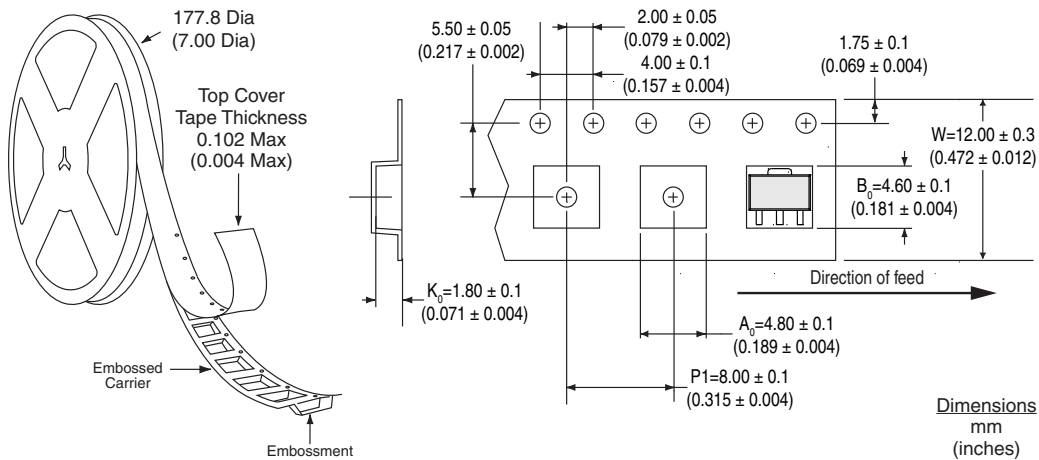 177.8 Dia
(7.00 Dia)
Top Cover
Tape Thickness
0.102 Max
(0.004 Max)
Embossed
Carrier
Embossment
5.50 ± 0.05
(0.217 ± 0.002)
2.00 ± 0.05
(0.079 ± 0.002)
4.00 ± 0.1
(0.157 ± 0.004)
1.75 ± 0.1
(0.069 ± 0.004)
W=12.00 ± 0.3
(0.472 ± 0.012)
B₀=4.60 ± 0.1
(0.181 ± 0.004)
Direction of feed
K₀=1.80 ± 0.1
(0.071 ± 0.004)
A₀=4.80 ± 0.1
(0.189 ± 0.004)
P1=8.00 ± 0.1
(0.315 ± 0.004)
Dimensions
mm
(inches)